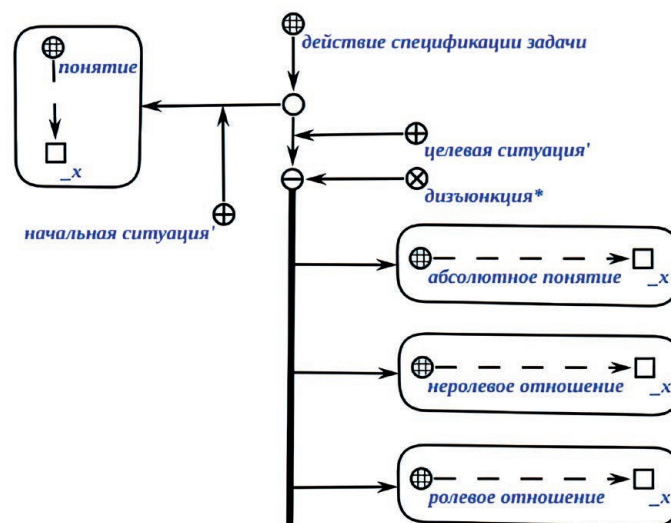 действие спецификации задачи
понятие
_x
целевая ситуация'
дизъюнкция*
начальная ситуация'
абсолютное понятие
_x
неролевое отношение
_x
ролевое отношение
_x